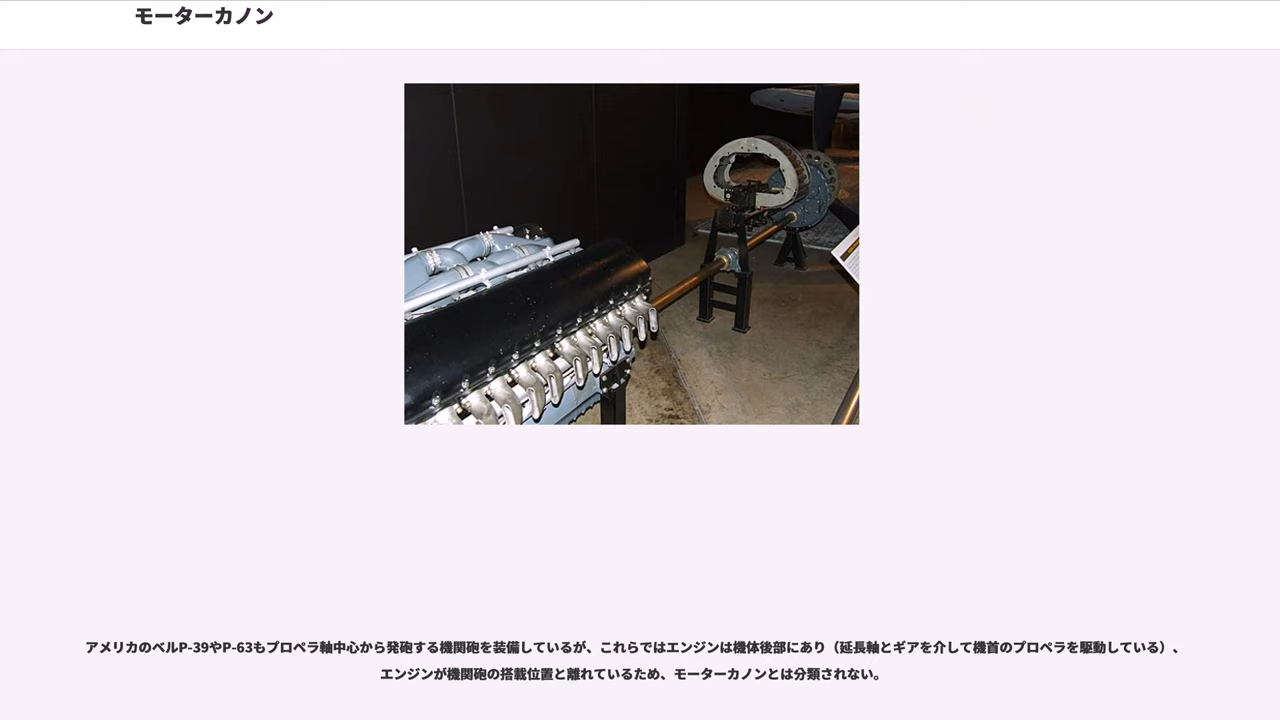 モーターカノン
アメリカのベルP-39やP-63もプロペラ軸中心から発砲する機関砲を装備しているが、これらではエンジンは機体後部にあり（延長軸とギアを介して機首のプロペラを駆動している）、
エンジンが機関砲の搭載位置と離れているため、モーターカノンとは分類されない。